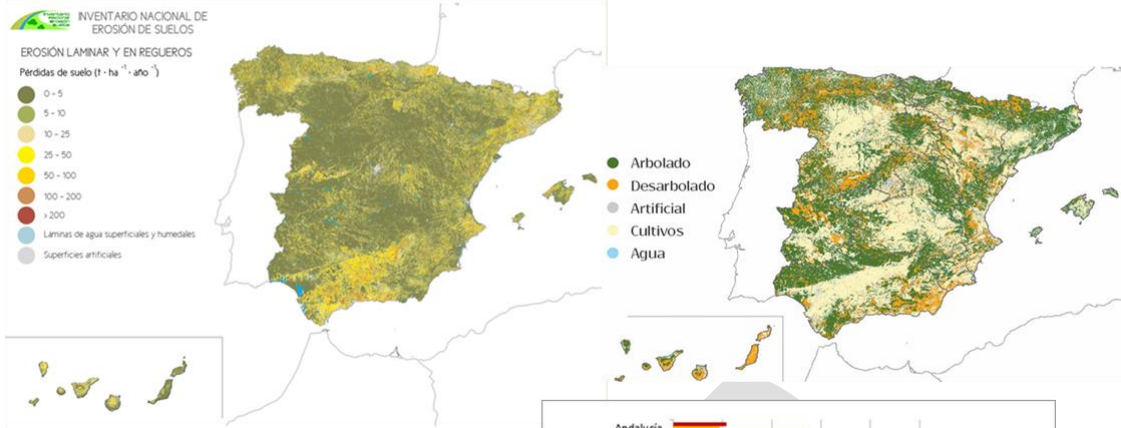 INVENTARIO NACIONAL DE
EROSIÓN DE SUELOS
EROSIÓN LAMINAR Y EN REGUEROS
Pérdidas de suelo (t · ha⁻¹ · año⁻¹)
0 - 5
5 - 10
10 - 25
25 - 50
50 - 100
100 - 200
> 200
Láminas de agua superficiales y humedales
Superficies artificiales
Arbolado
Desarbolado
Artificial
Cultivos
Agua
Andalucía